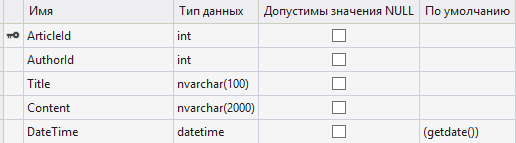 Имя Тип данных Допустимы значения NULL По умолчанию
ArticleId int
AuthorId int
Title nvarchar(100)
Content nvarchar(2000)
DateTime datetime (getdate())